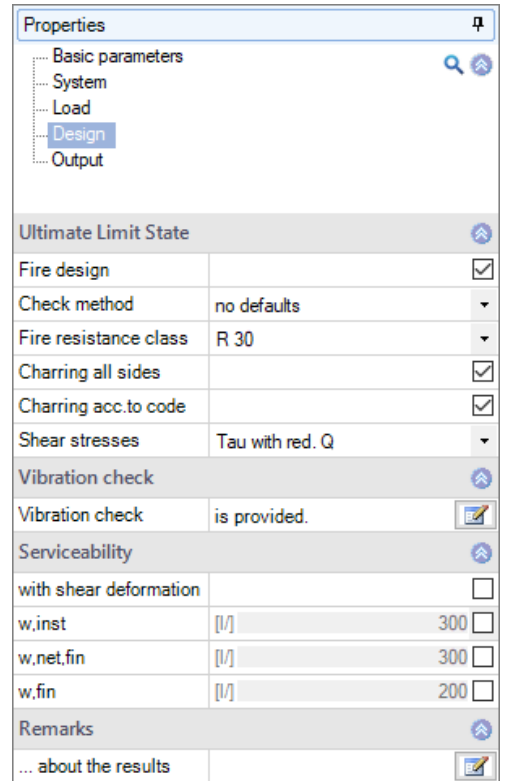 Properties
Basic parameters
System
Load
Design
Output
Ultimate Limit State
Fire design
Check method no defaults
Fire resistance class R 30
Charring all sides
Charring acc.to code
Shear stresses Tau with red. Q
Vibration check
Vibration check is provided.
Serviceability
with shear deformation
w,inst [l/] 300
w,net,fin [l/] 300
w,fin [l/] 200
Remarks
... about the results